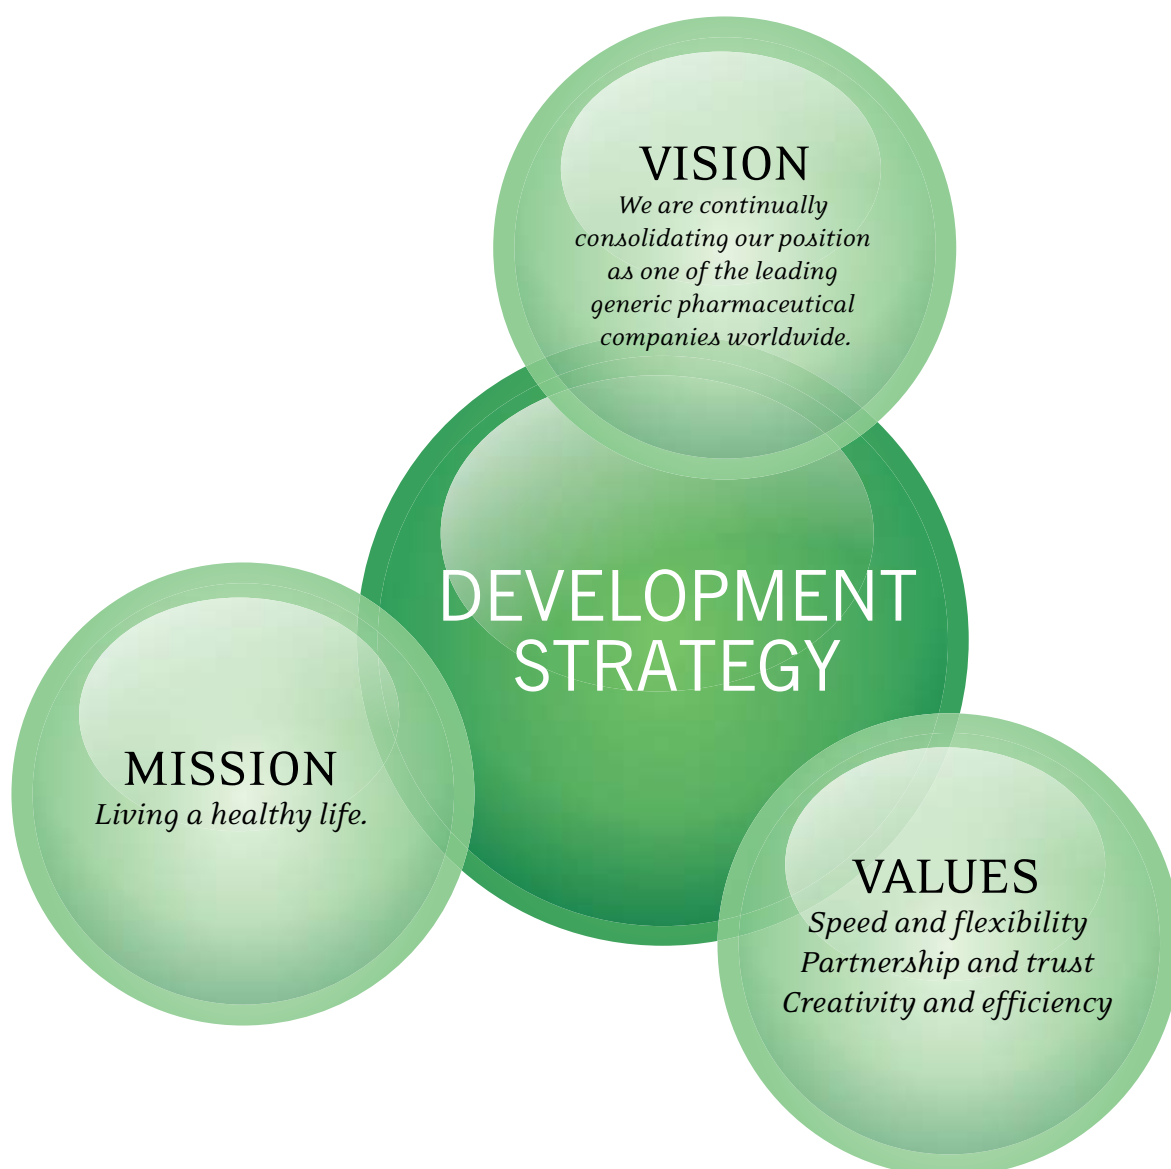 VISION
We are continually
consolidating our position
as one of the leading
generic pharmaceutical
companies worldwide.
DEVELOPMENT
STRATEGY
MISSION
Living a healthy life.
VALUES
Speed and flexibility
Partnership and trust
Creativity and efficiency